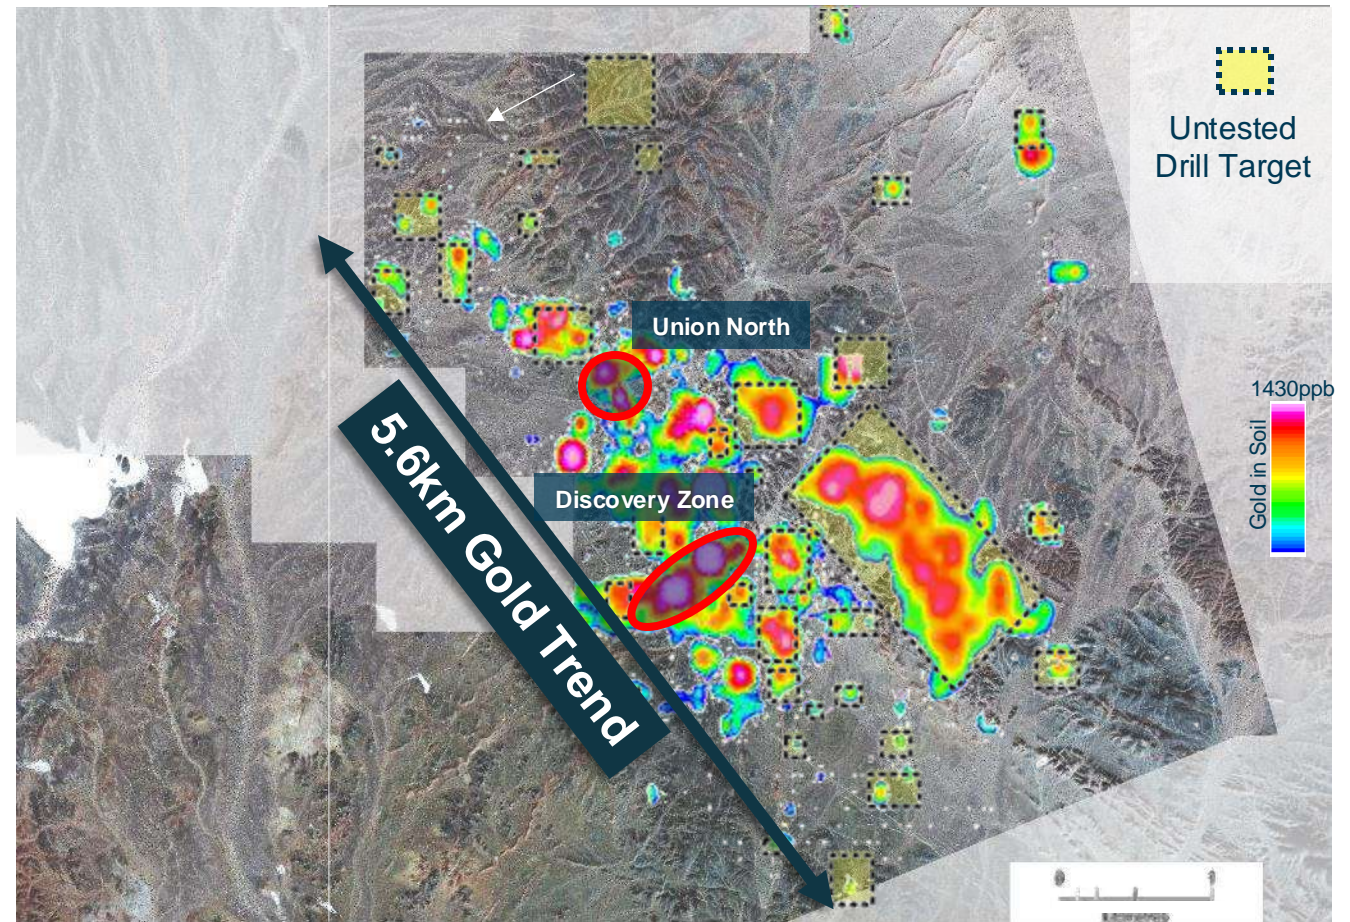 Untested
Drill Target
Union North
1430ppb
Gold in Soil
5.6km Gold Trend
Discovery Zone